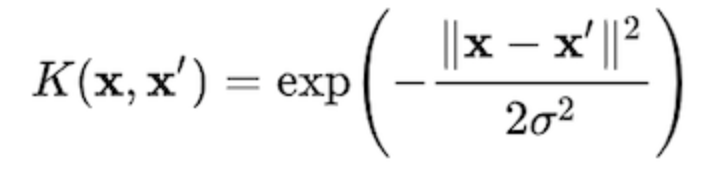 K(𝐱, 𝐱′) = exp(−‖𝐱 − 𝐱′‖² / 2σ²)